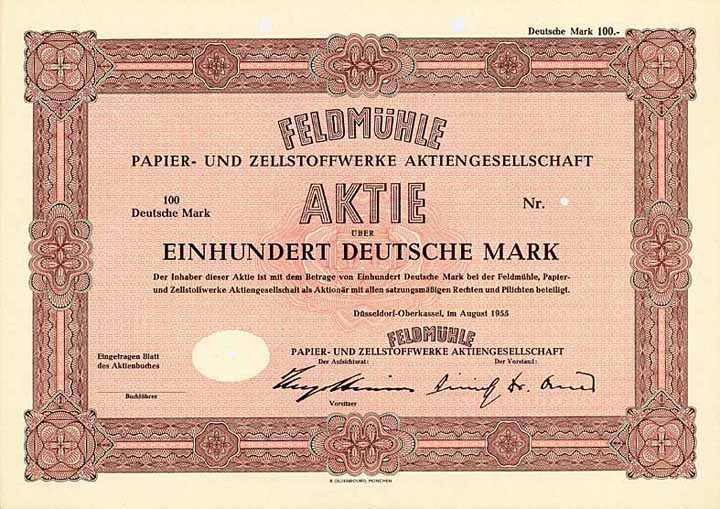 Deutsche Mark 100.-
FELDMÜHLE
PAPIER- UND ZELLSTOFFWERKE AKTIENGESELLSCHAFT
100
Deutsche Mark
AKTIE
Nr.
ÜBER
EINHUNDERT DEUTSCHE MARK
Der Inhaber dieser Aktie ist mit dem Betrage von Einhundert Deutsche Mark bei der Feldmühle, Papier-
und Zellstoffwerke Aktiengesellschaft als Aktionär mit allen satzungsmäßigen Rechten und Pflichten beteiligt.
Düsseldorf-Oberkassel, im August 1955
FELDMÜHLE
PAPIER- UND ZELLSTOFFWERKE AKTIENGESELLSCHAFT
Eingetragen Blatt
des Aktienbuches
Der Aufsichtsrat:
Der Vorstand:
Buchführer
Vorsitzer
R. OLDENBOURG, MÜNCHEN